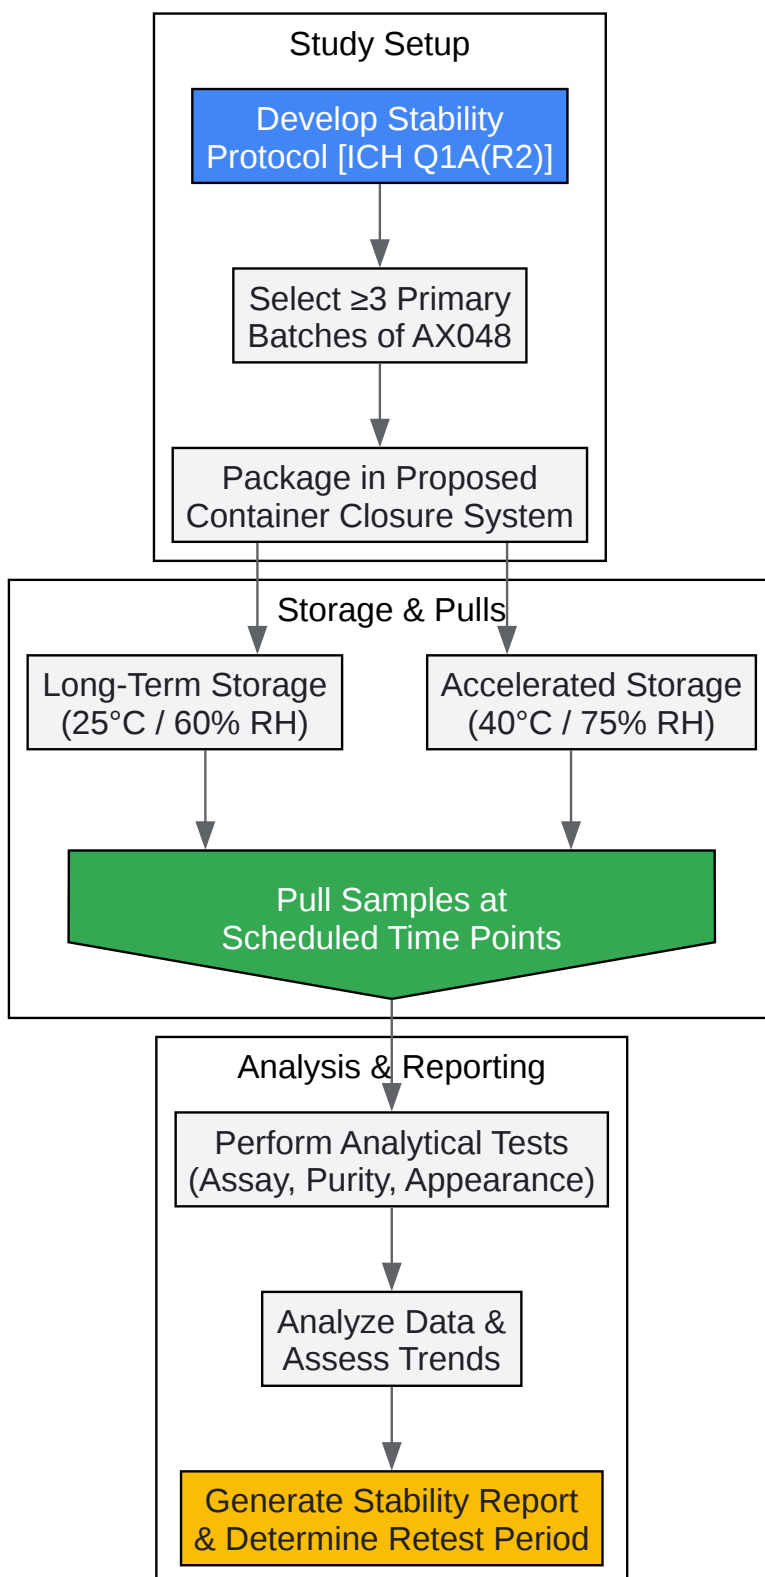 Study Setup
Develop Stability
Protocol [ICH Q1A(R2)]
Select ≥3 Primary
Batches of AX048
Package in Proposed
Container Closure System
Storage & Pulls
Long-Term Storage
(25°C / 60% RH)
Accelerated Storage
(40°C / 75% RH)
Pull Samples at
Scheduled Time Points
Analysis & Reporting
Perform Analytical Tests
(Assay, Purity, Appearance)
Analyze Data &
Assess Trends
Generate Stability Report
& Determine Retest Period